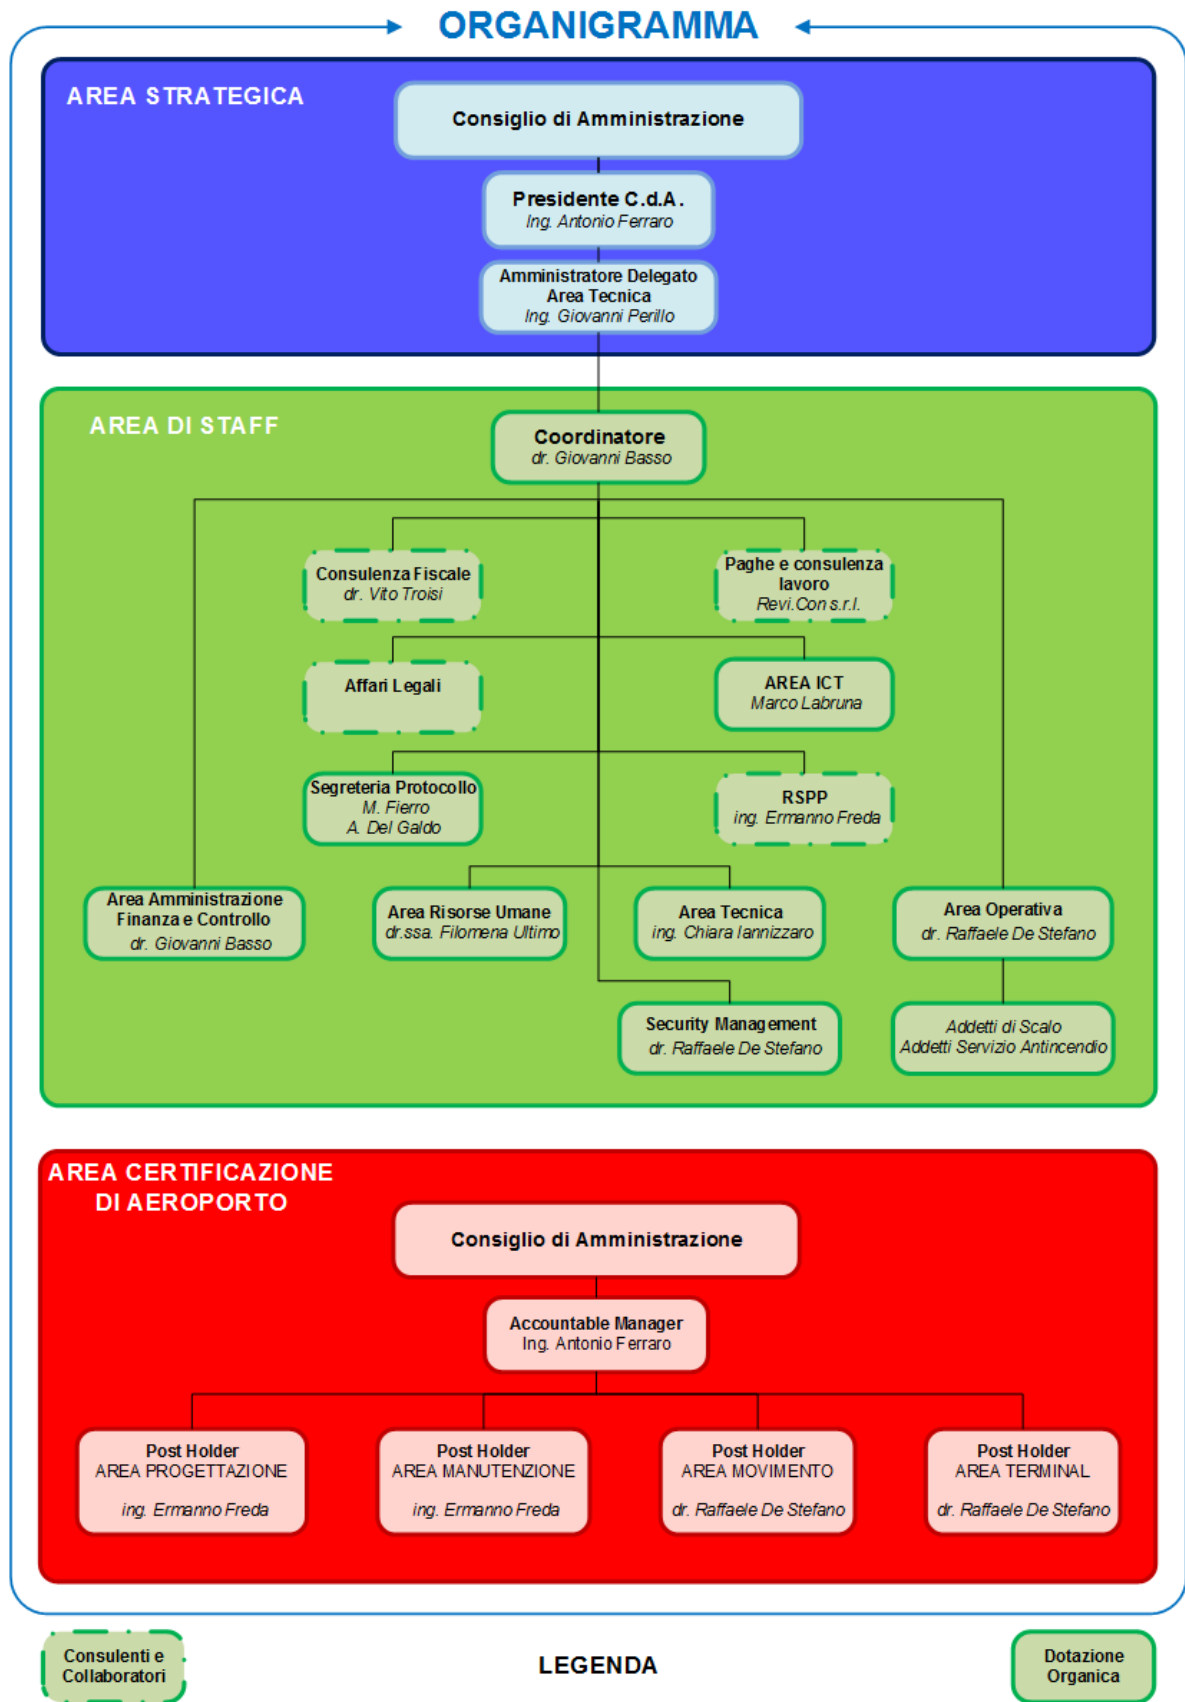 ORGANIGRAMMA
AREA STRATEGICA
Consiglio di Amministrazione
Presidente C.d.A.
Ing. Antonio Ferraro
Amministratore Delegato
Area Tecnica
Ing. Giovanni Perillo
AREA DI STAFF
Coordinatore
dr. Giovanni Basso
Consulenza Fiscale
dr. Vito Troisi
Paghe e consulenza
lavoro
Revi.Con s.r.l.
Affari Legali
AREA ICT
Marco Labruna
Segreteria Protocollo
M. Fierro
A. Del Galdo
RSPP
ing. Ermanno Freda
Area Amministrazione
Finanza e Controllo
dr. Giovanni Basso
Area Risorse Umane
dr.ssa. Filomena Ultimo
Area Tecnica
ing. Chiara Iannizzaro
Area Operativa
dr. Raffaele De Stefano
Security Management
dr. Raffaele De Stefano
Addetti di Scalo
Addetti Servizio Antincendio
AREA CERTIFICAZIONE
DI AEROPORTO
Consiglio di Amministrazione
Accountable Manager
Ing. Antonio Ferraro
Post Holder
AREA PROGETTAZIONE
ing. Ermanno Freda
Post Holder
AREA MANUTENZIONE
ing. Ermanno Freda
Post Holder
AREA MOVIMENTO
dr. Raffaele De Stefano
Post Holder
AREA TERMINAL
dr. Raffaele De Stefano
Consulenti e
Collaboratori
LEGENDA
Dotazione
Organica